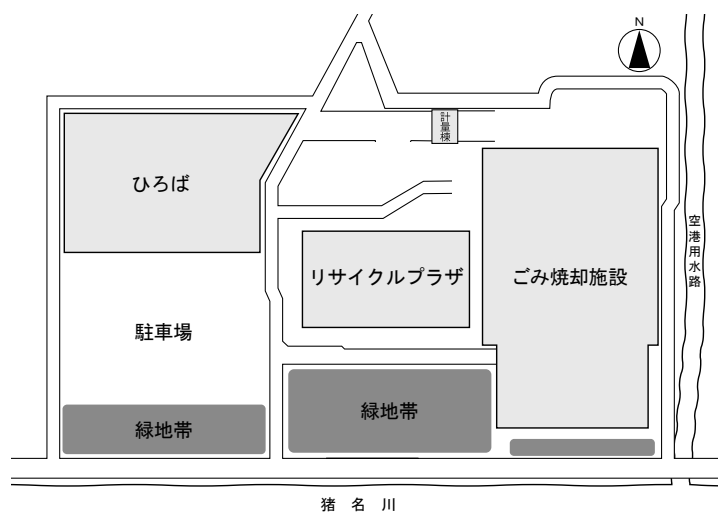 N
計量棟
ひろば
空港用水路
リサイクルプラザ
ごみ焼却施設
駐車場
緑地帯
緑地帯
猪名川